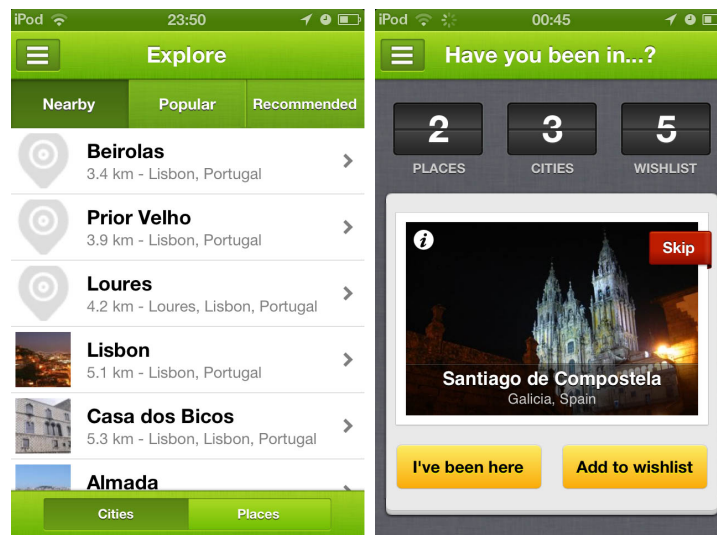 iPod 23:50
Explore
Nearby Popular Recommended
Beirolas
3.4 km - Lisbon, Portugal
Prior Velho
3.9 km - Lisbon, Portugal
Loures
4.2 km - Loures, Lisbon, Portugal
Lisbon
5.1 km - Lisbon, Portugal
Casa dos Bicos
5.3 km - Lisbon, Lisbon, Portugal
Almada
Cities Places
iPod 00:45
Have you been in...?
2 3 5
PLACES CITIES WISHLIST
i
Skip
Santiago de Compostela
Galicia, Spain
I've been here Add to wishlist